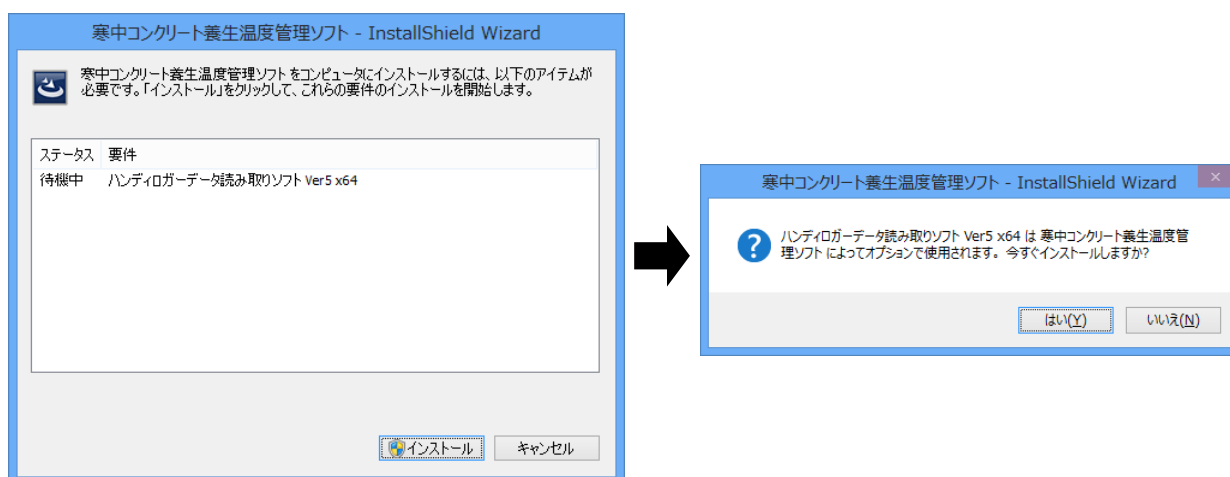 寒中コンクリート養生温度管理ソフト - InstallShield Wizard
寒中コンクリート養生温度管理ソフト をコンピュータにインストールするには、以下のアイテムが
必要です。「インストール」をクリックして、これらの要件のインストールを開始します。
ステータス 要件
待機中 ハンディロガーデータ読み取りソフト Ver5 x64
インストール キャンセル
寒中コンクリート養生温度管理ソフト - InstallShield Wizard
ハンディロガーデータ読み取りソフト Ver5 x64 は 寒中コンクリート養生温度管
理ソフト によってオプションで使用されます。今すぐインストールしますか?
はい(Y) いいえ(N)